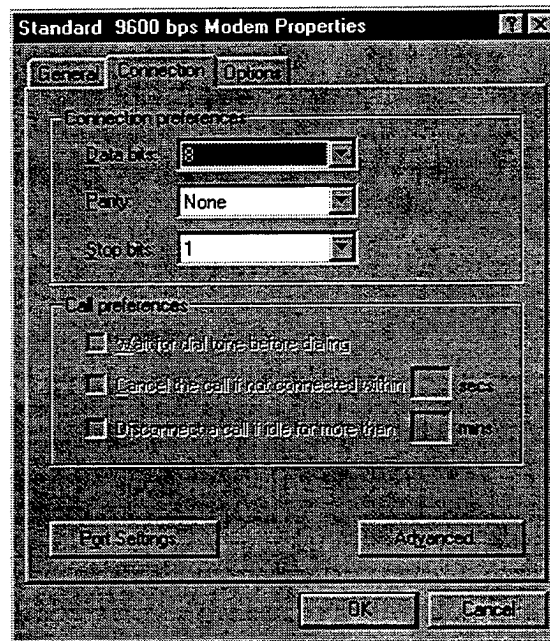 Standard 9600 bps Modem Properties
General Connection Options
Connection preferences
Data bits: 8
Parity: None
Stop bits: 1
Call preferences
Wait for dial tone before dialing
Cancel the call if not connected within secs
Disconnect a call if idle for more than mins
Port Settings... Advanced...
OK Cancel